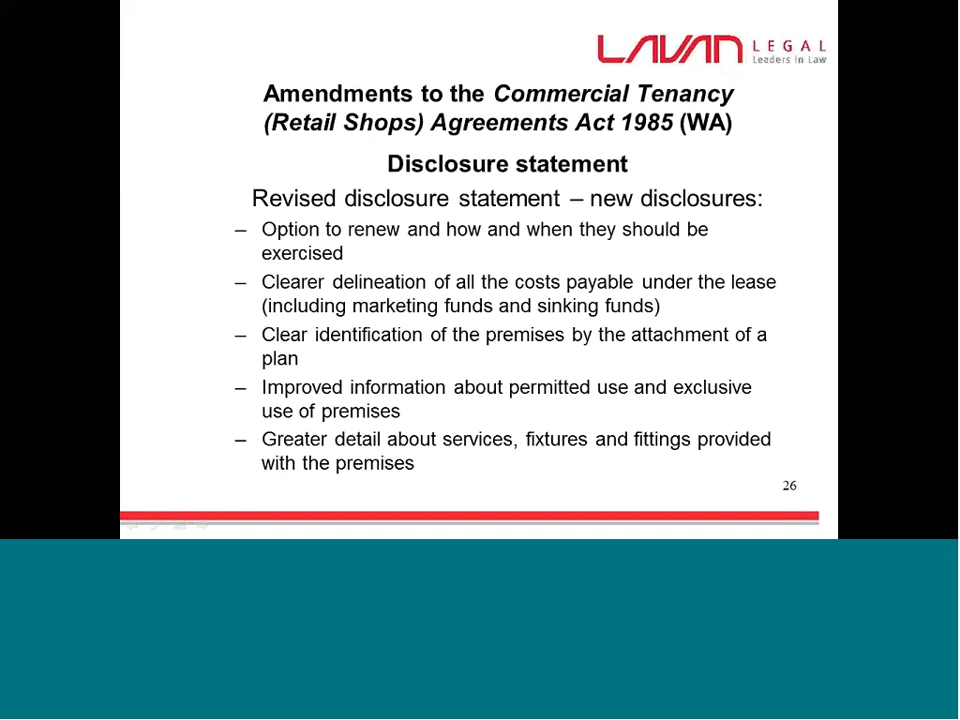 LAVAN LEGAL
Leaders in Law
Amendments to the Commercial Tenancy
(Retail Shops) Agreements Act 1985 (WA)
Disclosure statement
Revised disclosure statement – new disclosures:
– Option to renew and how and when they should be
exercised
– Clearer delineation of all the costs payable under the lease
(including marketing funds and sinking funds)
– Clear identification of the premises by the attachment of a
plan
– Improved information about permitted use and exclusive
use of premises
– Greater detail about services, fixtures and fittings provided
with the premises
26